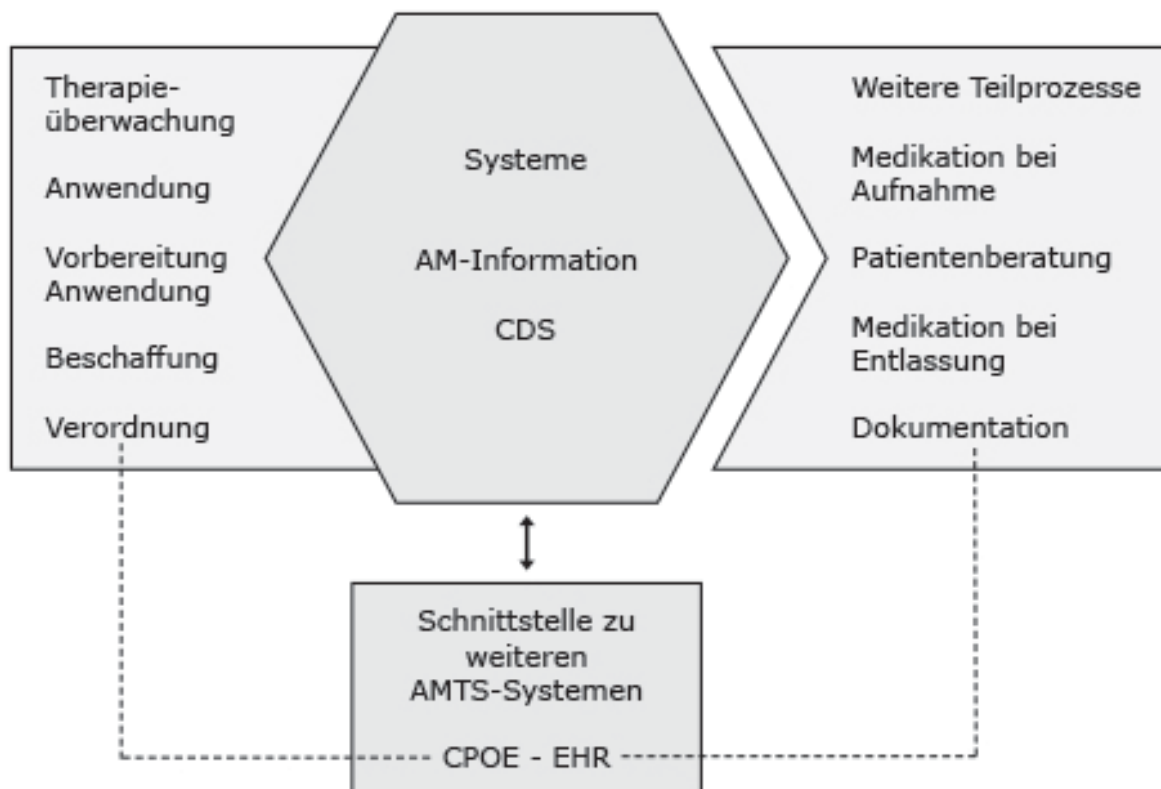 Therapie-
überwachung
Anwendung
Vorbereitung
Anwendung
Beschaffung
Verordnung
Systeme
AM-Information
CDS
Weitere Teilprozesse
Medikation bei
Aufnahme
Patientenberatung
Medikation bei
Entlassung
Dokumentation
Schnittstelle zu
weiteren
AMTS-Systemen
CPOE - EHR